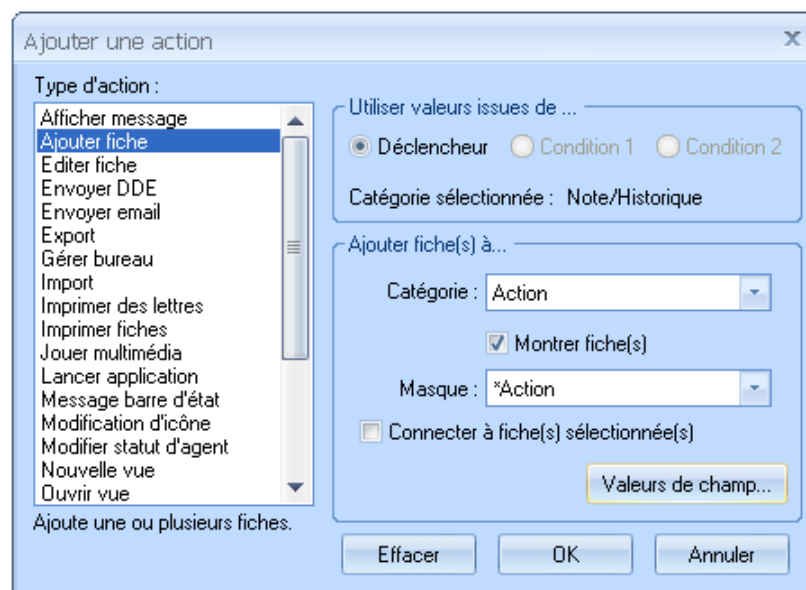 Ajouter une action
Type d'action :
Afficher message
Ajouter fiche
Editer fiche
Envoyer DDE
Envoyer email
Export
Gérer bureau
Import
Imprimer des lettres
Imprimer fiches
Jouer multimédia
Lancer application
Message barre d'état
Modification d'icône
Modifier statut d'agent
Nouvelle vue
Ouvrir vue
Ajoute une ou plusieurs fiches.
Utiliser valeurs issues de ...
Déclencheur Condition 1 Condition 2
Catégorie sélectionnée : Note/Historique
Ajouter fiche(s) à...
Catégorie : Action
Montrer fiche(s)
Masque : *Action
Connecter à fiche(s) sélectionnée(s)
Valeurs de champ...
Effacer OK Annuler